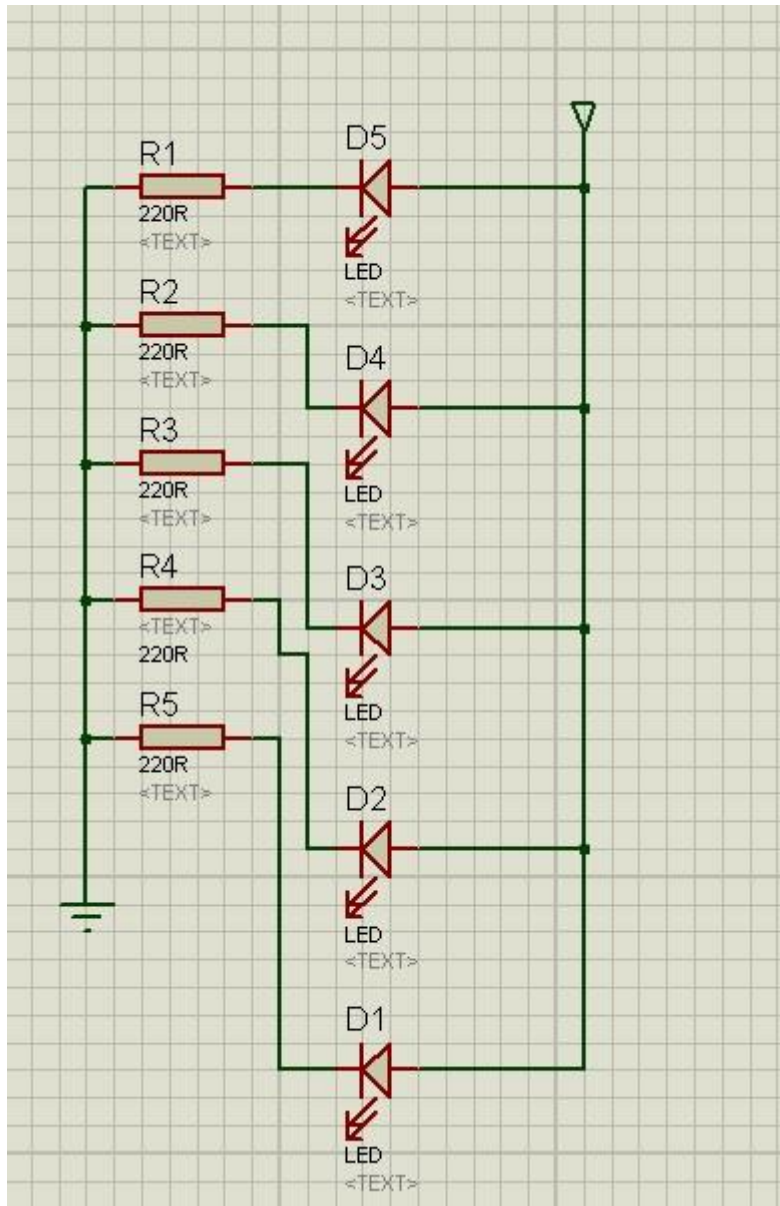 D5
R1
220R
<TEXT>
LED
<TEXT>
R2
220R
<TEXT>
D4
LED
<TEXT>
R3
220R
<TEXT>
D3
LED
<TEXT>
R4
<TEXT>
220R
R5
220R
<TEXT>
D2
LED
<TEXT>
D1
LED
<TEXT>